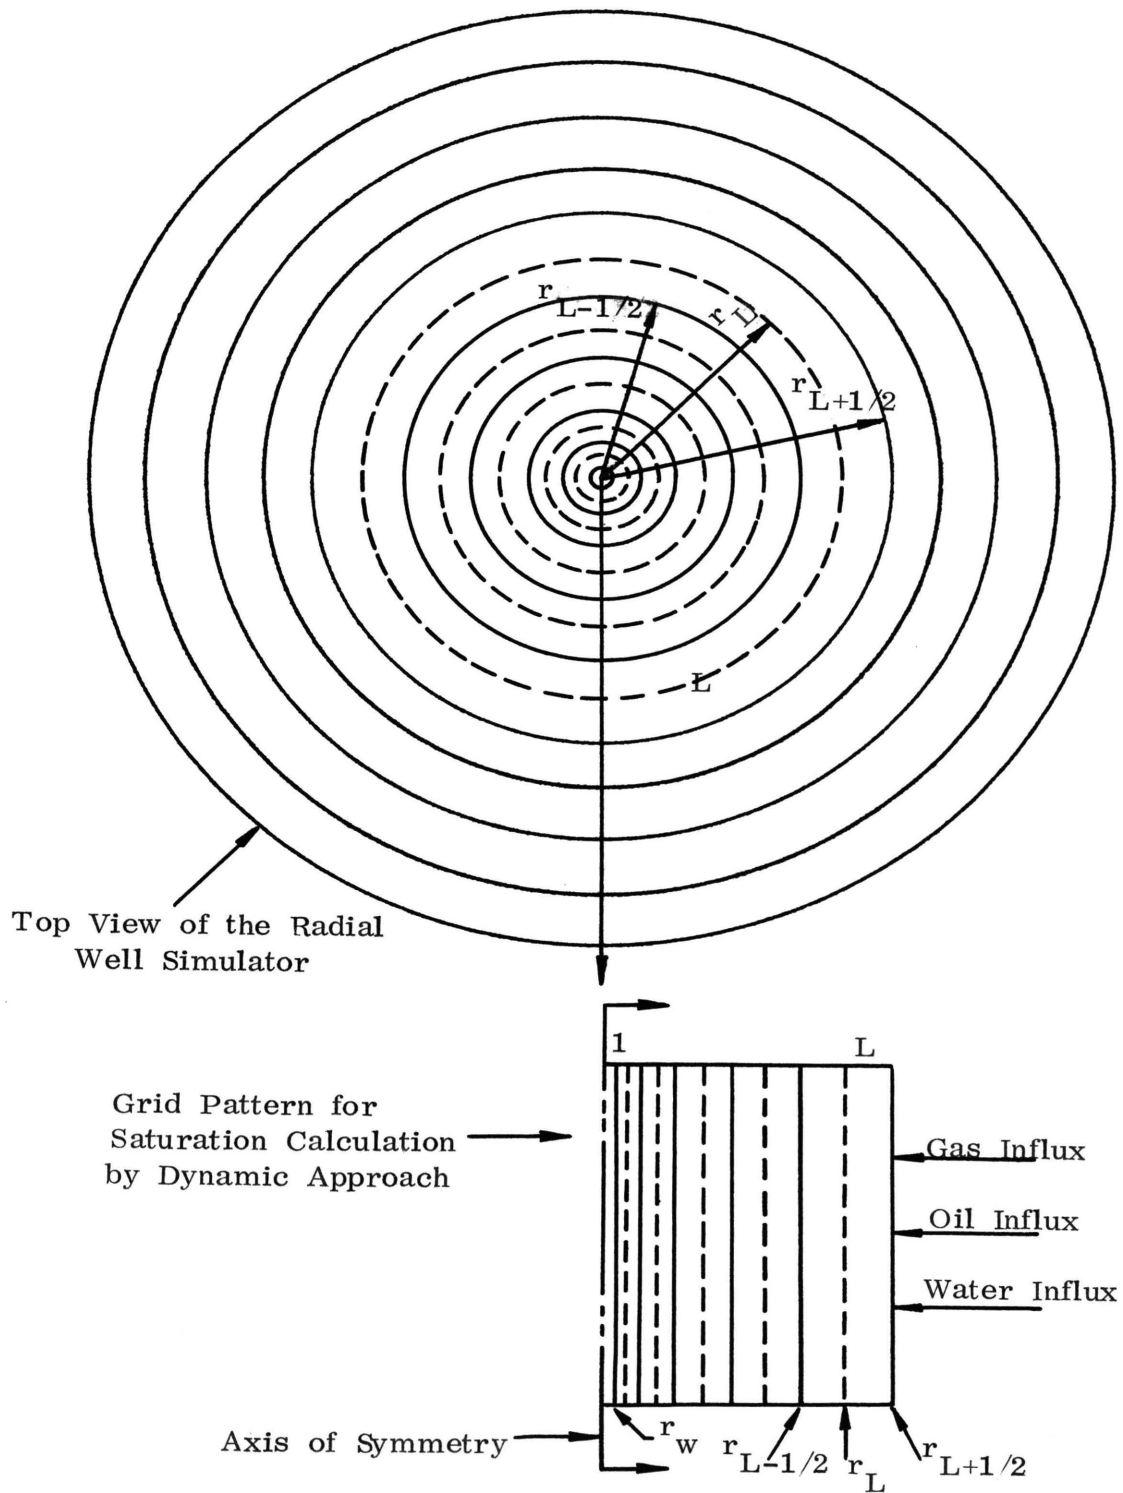 r L-1/2
r L
r L+1/2
L
Top View of the Radial
Well Simulator
1
L
Grid Pattern for
Saturation Calculation
by Dynamic Approach
Gas Influx
Oil Influx
Water Influx
Axis of Symmetry
r w
r L-1/2
r L
r L+1/2